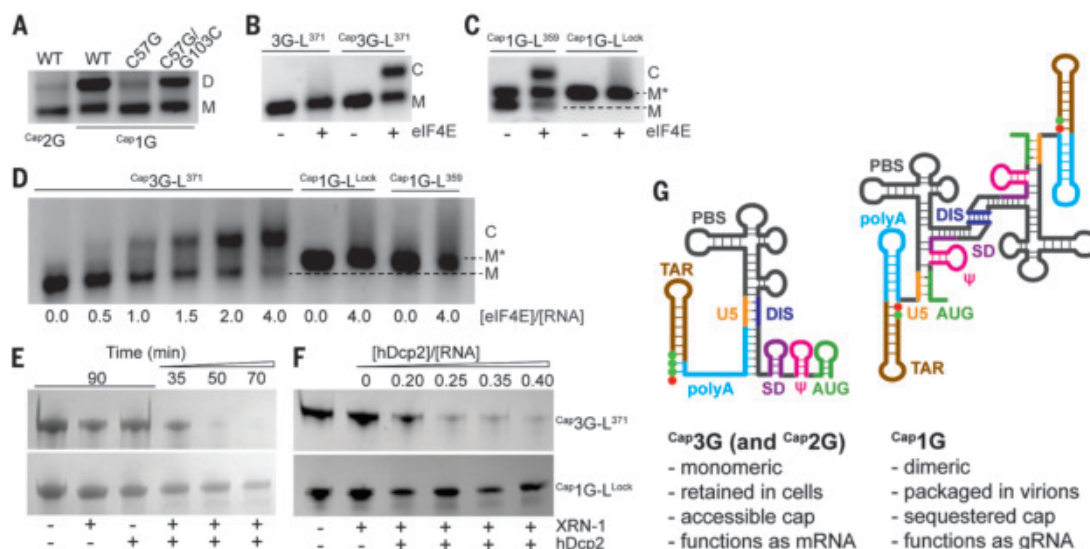 A
WT WT C57G C57G/G103C
D
M
Cap2G Cap1G
B
3G-L371 Cap3G-L371
C
M
- + - + eIF4E
C
Cap1G-L359 Cap1G-LLock
C
M*
M
- + - + eIF4E
D
Cap3G-L371 Cap1G-LLock Cap1G-L359
C
M*
M
0.0 0.5 1.0 1.5 2.0 4.0 0.0 4.0 0.0 4.0 [eIF4E]/[RNA]
E
Time (min)
90 35 50 70
- + - + + +
- - + + + +
F
[hDcp2]/[RNA]
0 0.20 0.25 0.35 0.40
Cap3G-L371
Cap1G-LLock
- + + + + + XRN-1
- - + + + + hDcp2
G
PBS
TAR
U5
DIS
polyA
SD
Ψ
AUG
PBS
polyA
DIS
SD
Ψ
U5
AUG
TAR
Cap3G (and Cap2G)
- monomeric
- retained in cells
- accessible cap
- functions as mRNA
Cap1G
- dimeric
- packaged in virions
- sequestered cap
- functions as gRNA